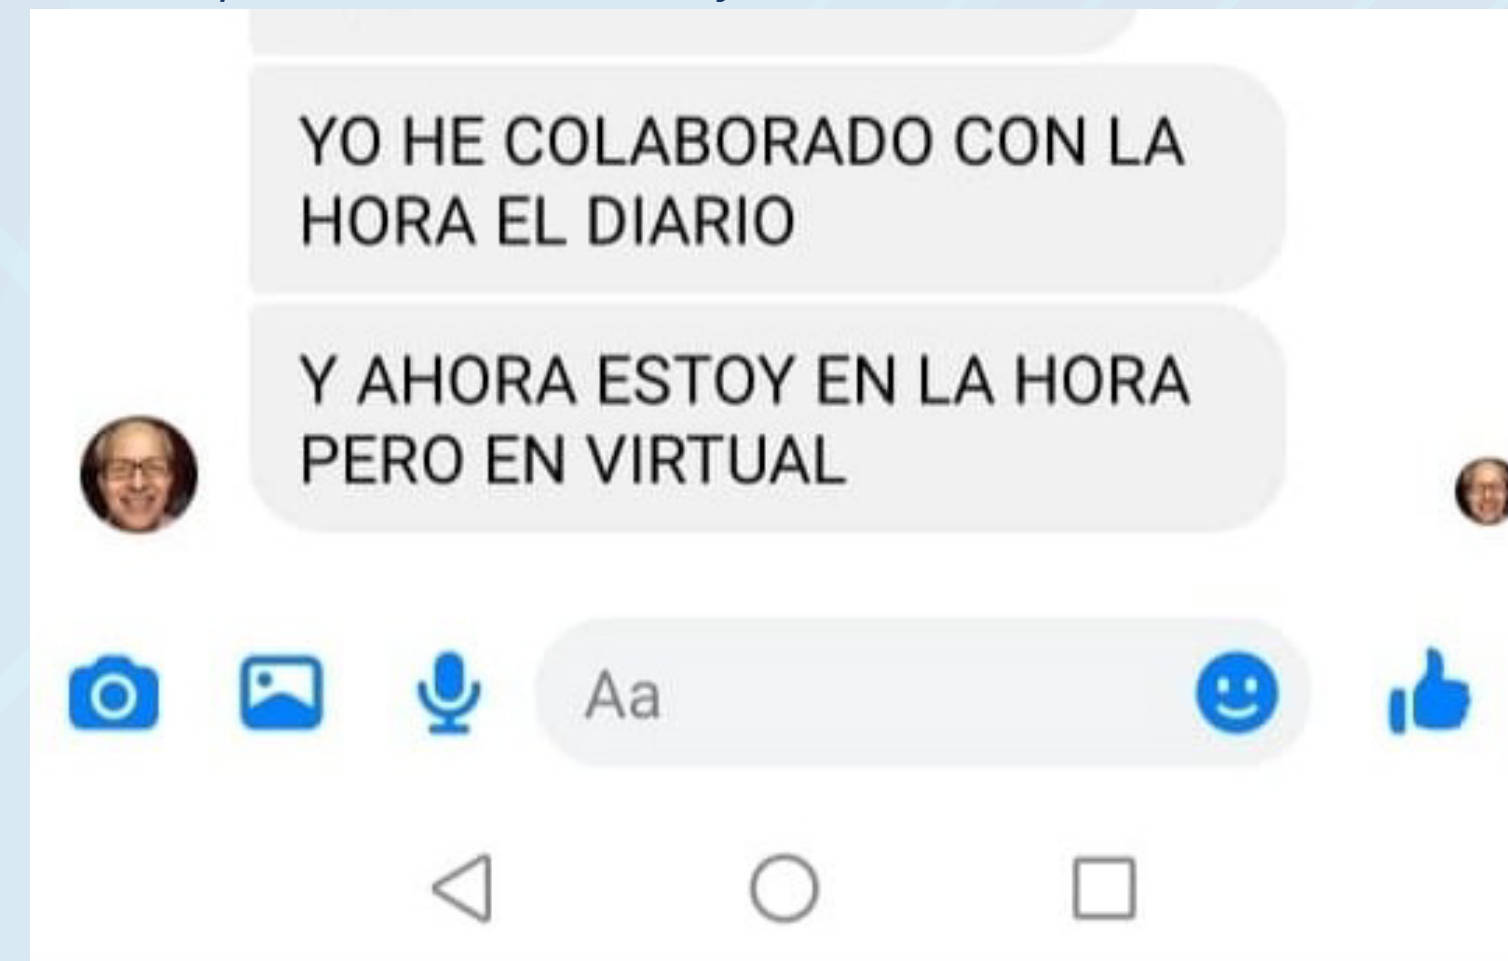 YO HE COLABORADO CON LA
HORA EL DIARIO
Y AHORA ESTOY EN LA HORA
PERO EN VIRTUAL
Aa